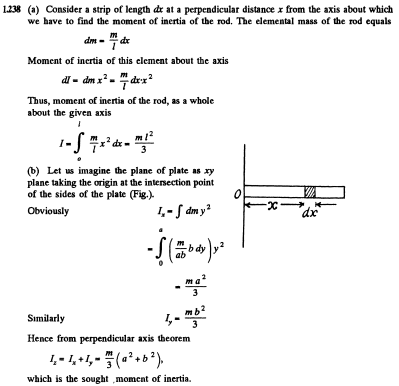 1.238 (a) Consider a strip of length dx at a perpendicular distance x from the axis about which
we have to find the moment of inertia of the rod. The elemental mass of the rod equals
dm = m/l dx
Moment of inertia of this element about the axis
dI = dm x² = m/l dx·x²
Thus, moment of inertia of the rod, as a whole
about the given axis
I = ∫₀ˡ m/l x² dx = m l²/3
(b) Let us imagine the plane of plate as xy
plane taking the origin at the intersection point
of the sides of the plate (Fig.).
Obviously Iₓ = ∫ dm y²
= ∫₀ᵃ (m/ab b dy) y²
= m a²/3
Similarly I_y = m b²/3
Hence from perpendicular axis theorem
I_z = Iₓ + I_y = m/3 (a² + b²),
which is the sought moment of inertia.
O
x
dx